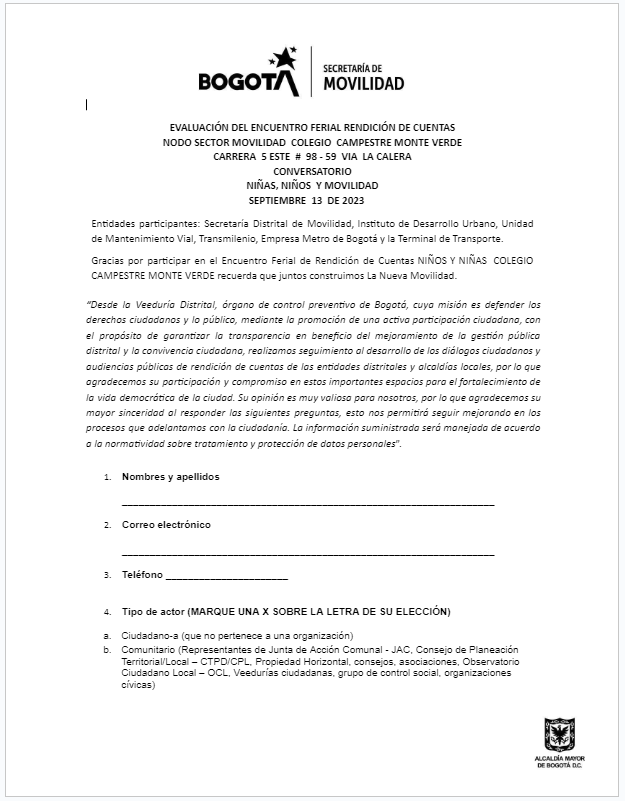 BOGOTÁ
SECRETARÍA DE
MOVILIDAD
EVALUACIÓN DEL ENCUENTRO FERIAL RENDICIÓN DE CUENTAS
NODO SECTOR MOVILIDAD COLEGIO CAMPESTRE MONTE VERDE
CARRERA 5 ESTE # 98 - 59 VIA LA CALERA
CONVERSATORIO
NIÑAS, NIÑOS Y MOVILIDAD
SEPTIEMBRE 13 DE 2023
Entidades participantes: Secretaría Distrital de Movilidad, Instituto de Desarrollo Urbano, Unidad
de Mantenimiento Vial, Transmilenio, Empresa Metro de Bogotá y la Terminal de Transporte.
Gracias por participar en el Encuentro Ferial de Rendición de Cuentas NIÑOS Y NIÑAS COLEGIO
CAMPESTRE MONTE VERDE recuerda que juntos construimos La Nueva Movilidad.
“Desde la Veeduría Distrital, órgano de control preventivo de Bogotá, cuya misión es defender los
derechos ciudadanos y lo público, mediante la promoción de una activa participación ciudadana, con
el propósito de garantizar la transparencia en beneficio del mejoramiento de la gestión pública
distrital y la convivencia ciudadana, realizamos seguimiento al desarrollo de los diálogos ciudadanos y
audiencias públicas de rendición de cuentas de las entidades distritales y alcaldías locales, por lo que
agradecemos su participación y compromiso en estos importantes espacios para el fortalecimiento de
la vida democrática de la ciudad. Su opinión es muy valiosa para nosotros, por lo que agradecemos su
mayor sinceridad al responder las siguientes preguntas, esto nos permitirá seguir mejorando en los
procesos que adelantamos con la ciudadanía. La información suministrada será manejada de acuerdo
a la normatividad sobre tratamiento y protección de datos personales”.
1. Nombres y apellidos
2. Correo electrónico
3. Teléfono ______________________
4. Tipo de actor (MARQUE UNA X SOBRE LA LETRA DE SU ELECCIÓN)
a. Ciudadano-a (que no pertenece a una organización)
b. Comunitario (Representantes de Junta de Acción Comunal - JAC, Consejo de Planeación
Territorial/Local – CTPD/CPL, Propiedad Horizontal, consejos, asociaciones, Observatorio
Ciudadano Local – OCL, Veedurías ciudadanas, grupo de control social, organizaciones
cívicas)
ALCALDÍA MAYOR
DE BOGOTÁ D.C.